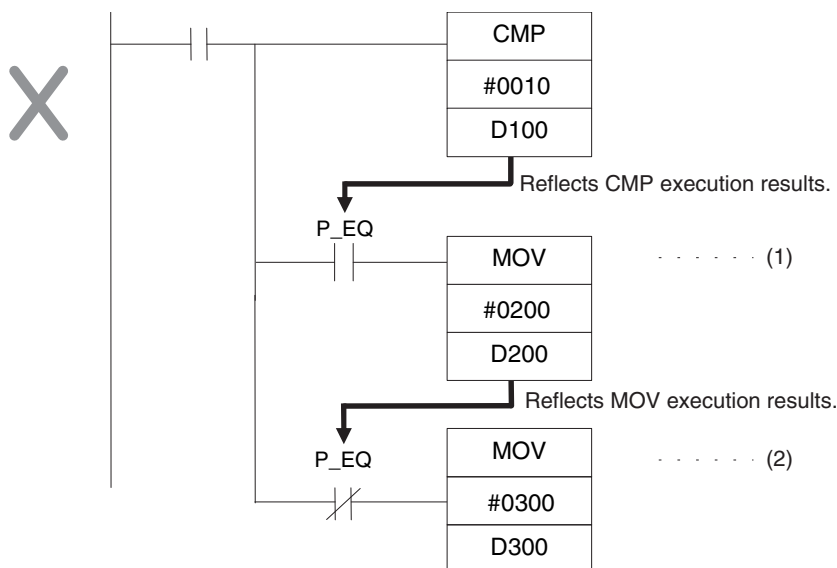 CMP
#0010
D100
Reflects CMP execution results.
P_EQ
MOV
(1)
#0200
D200
Reflects MOV execution results.
P_EQ
MOV
(2)
#0300
D300